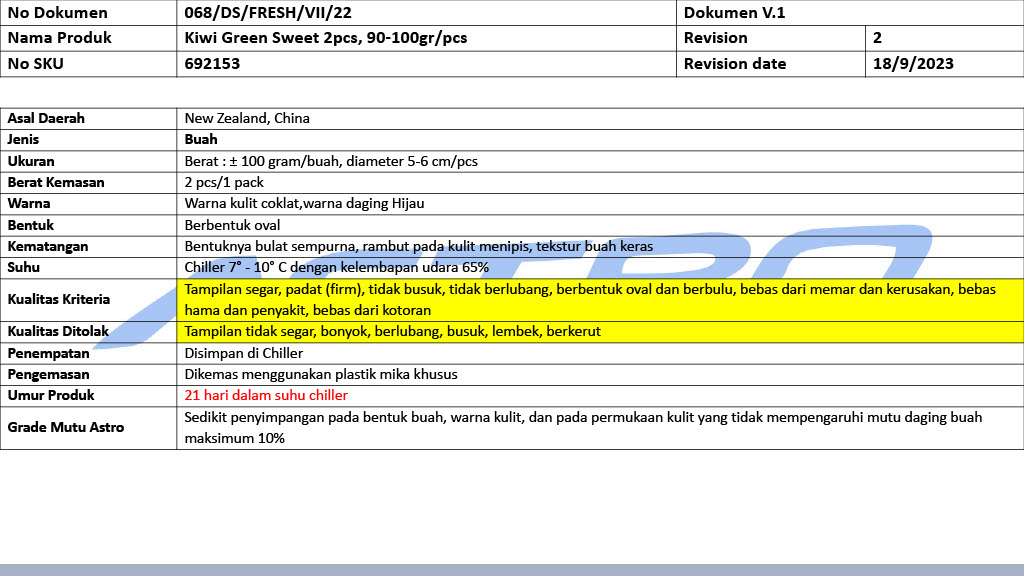 No Dokumen 068/DS/FRESH/VII/22 Dokumen V.1
Nama Produk Kiwi Green Sweet 2pcs, 90-100gr/pcs Revision 2
No SKU 692153 Revision date 18/9/2023
Asal Daerah New Zealand, China
Jenis Buah
Ukuran Berat : ± 100 gram/buah, diameter 5-6 cm/pcs
Berat Kemasan 2 pcs/1 pack
Warna Warna kulit coklat,warna daging Hijau
Bentuk Berbentuk oval
Kematangan Bentuknya bulat sempurna, rambut pada kulit menipis, tekstur buah keras
Suhu Chiller 7° - 10° C dengan kelembapan udara 65%
Kualitas Kriteria Tampilan segar, padat (firm), tidak busuk, tidak berlubang, berbentuk oval dan berbulu, bebas dari memar dan kerusakan, bebas
hama dan penyakit, bebas dari kotoran
Kualitas Ditolak Tampilan tidak segar, bonyok, berlubang, busuk, lembek, berkerut
Penempatan Disimpan di Chiller
Pengemasan Dikemas menggunakan plastik mika khusus
Umur Produk 21 hari dalam suhu chiller
Grade Mutu Astro Sedikit penyimpangan pada bentuk buah, warna kulit, dan pada permukaan kulit yang tidak mempengaruhi mutu daging buah
maksimum 10%
ASTRO